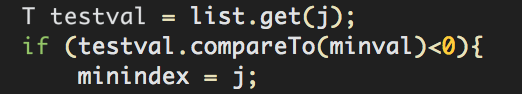 T testval = list.get(j);
if (testval.compareTo(minval)<0){
minindex = j;